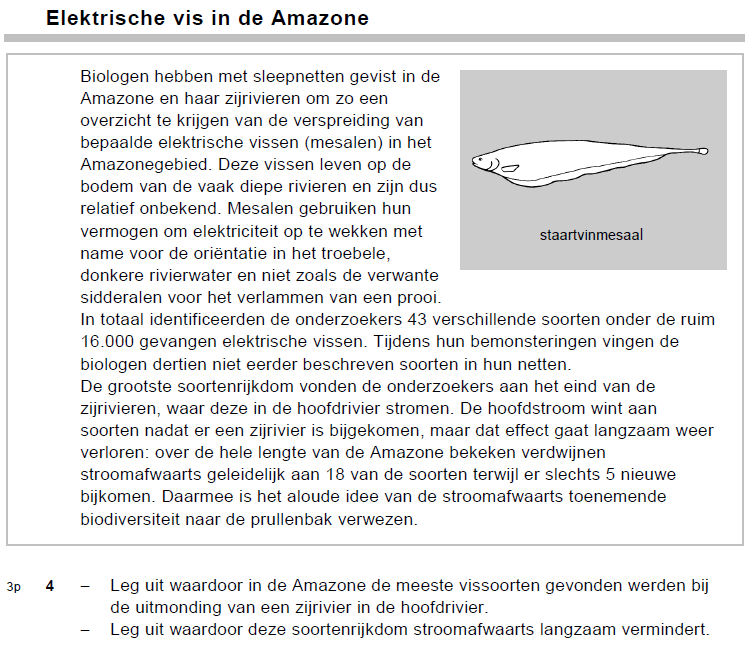 Elektrische vis in de Amazone
Biologen hebben met sleepnetten gevist in de
Amazone en haar zijrivieren om zo een
overzicht te krijgen van de verspreiding van
bepaalde elektrische vissen (mesalen) in het
Amazonegebied. Deze vissen leven op de
bodem van de vaak diepe rivieren en zijn dus
relatief onbekend. Mesalen gebruiken hun
vermogen om elektriciteit op te wekken met
name voor de oriëntatie in het troebele,
donkere rivierwater en niet zoals de verwante
sidderalen voor het verlammen van een prooi.
staartvinmesaal
In totaal identificeerden de onderzoekers 43 verschillende soorten onder de ruim
16.000 gevangen elektrische vissen. Tijdens hun bemonsteringen vingen de
biologen dertien niet eerder beschreven soorten in hun netten.
De grootste soortenrijkdom vonden de onderzoekers aan het eind van de
zijrivieren, waar deze in de hoofdrivier stromen. De hoofdstroom wint aan
soorten nadat er een zijrivier is bijgekomen, maar dat effect gaat langzaam weer
verloren: over de hele lengte van de Amazone bekeken verdwijnen
stroomafwaarts geleidelijk aan 18 van de soorten terwijl er slechts 5 nieuwe
bijkomen. Daarmee is het aloude idee van de stroomafwaarts toenemende
biodiversiteit naar de prullenbak verwezen.
3p 4 – Leg uit waardoor in de Amazone de meeste vissoorten gevonden werden bij
de uitmonding van een zijrivier in de hoofdrivier.
– Leg uit waardoor deze soortenrijkdom stroomafwaarts langzaam vermindert.